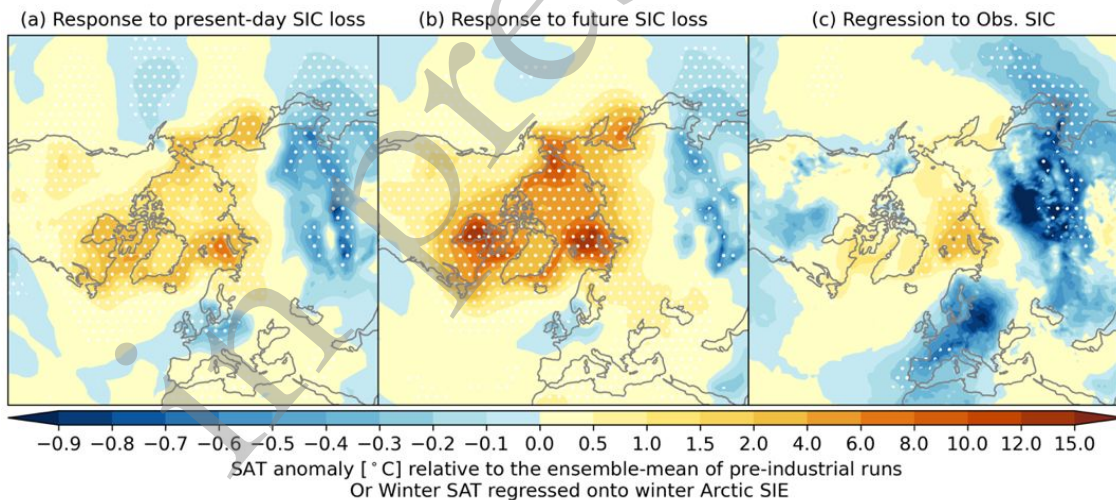 (a) Response to present-day SIC loss (b) Response to future SIC loss (c) Regression to Obs. SIC
in pre
−0.9 −0.8 −0.7 −0.6 −0.5 −0.4 −0.3 −0.2 −0.1 0.0 0.5 1.0 1.5 2.0 4.0 6.0 8.0 10.0 12.0 15.0
SAT anomaly [°C] relative to the ensemble-mean of pre-industrial runs
Or Winter SAT regressed onto winter Arctic SIE